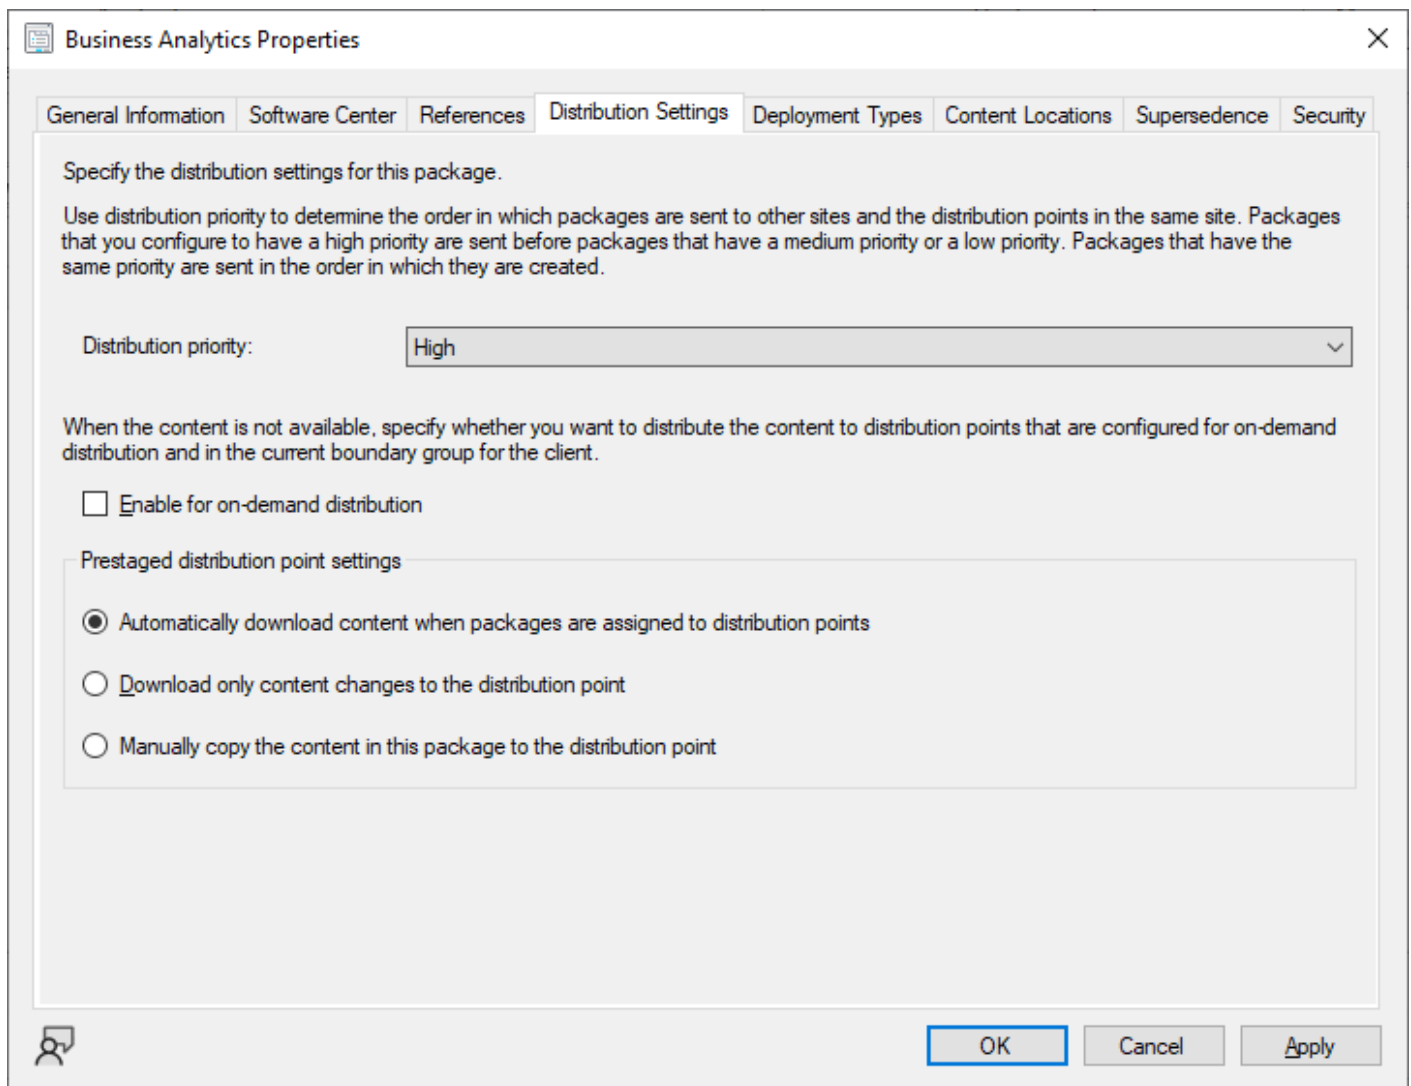 Business Analytics Properties
General Information Software Center References Distribution Settings Deployment Types Content Locations Supersedence Security
Specify the distribution settings for this package.
Use distribution priority to determine the order in which packages are sent to other sites and the distribution points in the same site. Packages
that you configure to have a high priority are sent before packages that have a medium priority or a low priority. Packages that have the
same priority are sent in the order in which they are created.
Distribution priority: High
When the content is not available, specify whether you want to distribute the content to distribution points that are configured for on-demand
distribution and in the current boundary group for the client.
Enable for on-demand distribution
Prestaged distribution point settings
Automatically download content when packages are assigned to distribution points
Download only content changes to the distribution point
Manually copy the content in this package to the distribution point
OK Cancel Apply